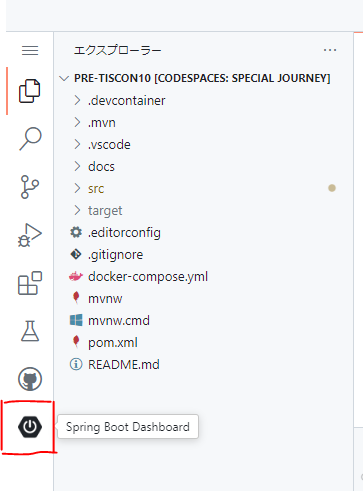 エクスプローラー
PRE-TISCON10 [CODESPACES: SPECIAL JOURNEY]
.devcontainer
.mvn
.vscode
docs
src
target
.editorconfig
.gitignore
docker-compose.yml
mvnw
mvnw.cmd
pom.xml
README.md
Spring Boot Dashboard